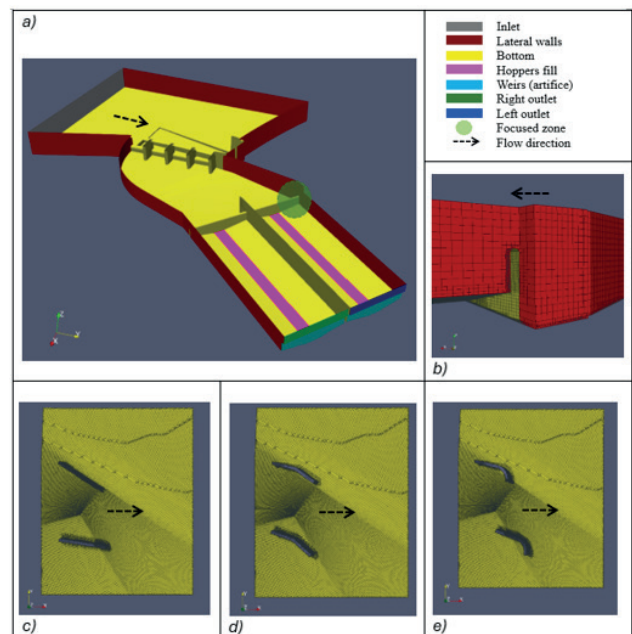 a)
Inlet
Lateral walls
Bottom
Hoppers fill
Weirs (artifice)
Right outlet
Left outlet
Focused zone
Flow direction
b)
c)
d)
e)